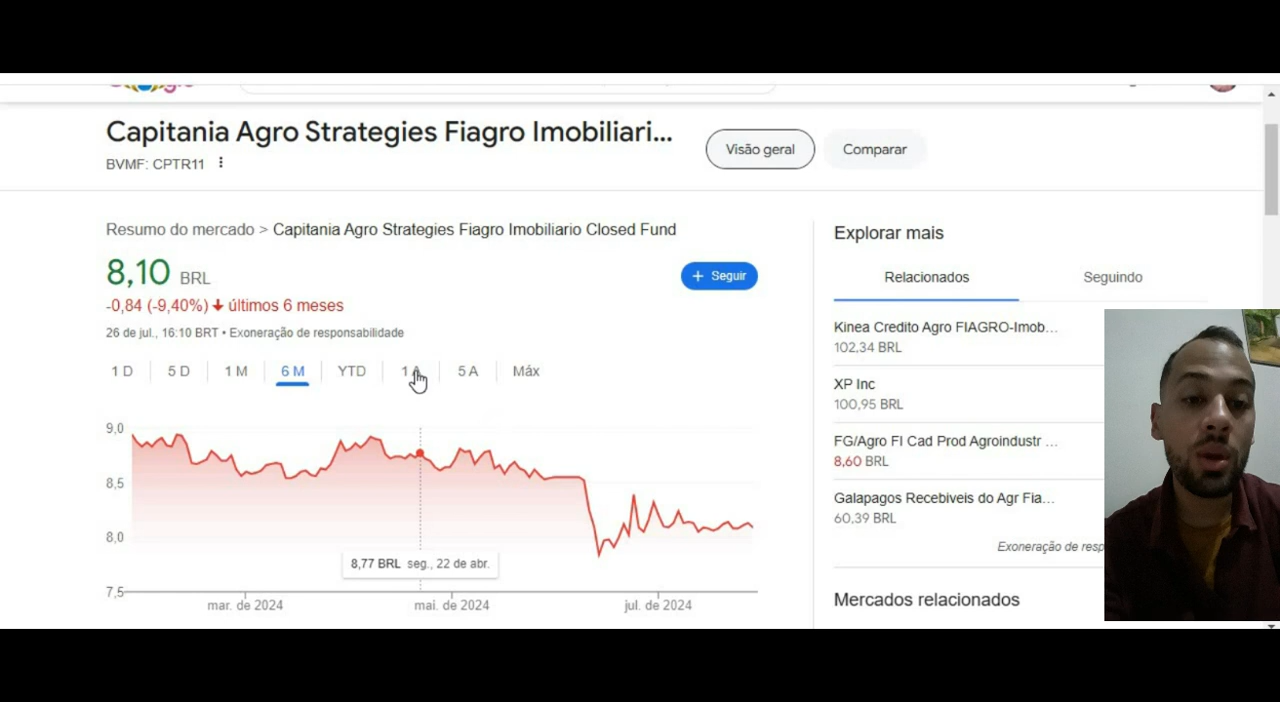 Capitania Agro Strategies Fiagro Imobiliari...
BVMF: CPTR11
Visão geral
Comparar
Resumo do mercado > Capitania Agro Strategies Fiagro Imobiliario Closed Fund
8,10 BRL
+ Seguir
-0,84 (-9,40%) ↓ últimos 6 meses
26 de jul., 16:10 BRT • Exoneração de responsabilidade
1 D
5 D
1 M
6 M
YTD
5 A
Máx
9,0
8,5
8,0
7,5
8,77 BRL seg., 22 de abr.
mar. de 2024
mai. de 2024
jul. de 2024
Explorar mais
Relacionados
Seguindo
Kinea Credito Agro FIAGRO-Imob...
102,34 BRL
XP Inc
100,95 BRL
FG/Agro FI Cad Prod Agroindustr ...
8,60 BRL
Galapagos Recebiveis do Agr Fia...
60,39 BRL
Exoneração de resp
Mercados relacionados